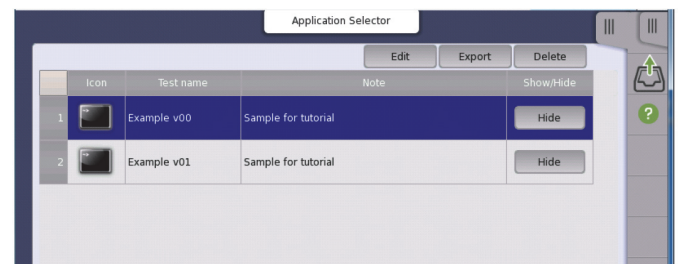 Application Selector
Edit Export Delete
Icon Test name Note Show/Hide
1 Example v00 Sample for tutorial Hide
2 Example v01 Sample for tutorial Hide
?